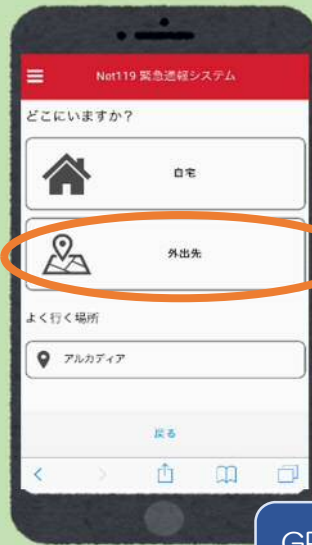 Net119 緊急通報システム
どこにいますか？
自宅
外出先
よく行く場所
アルカディア
戻る